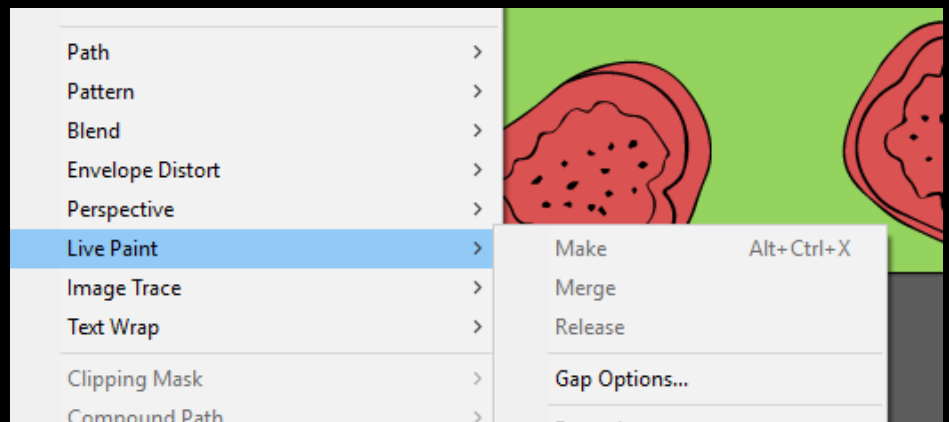 Path
Pattern
Blend
Envelope Distort
Perspective
Live Paint
Image Trace
Text Wrap
Clipping Mask
Compound Path
Make Alt+Ctrl+X
Merge
Release
Gap Options...